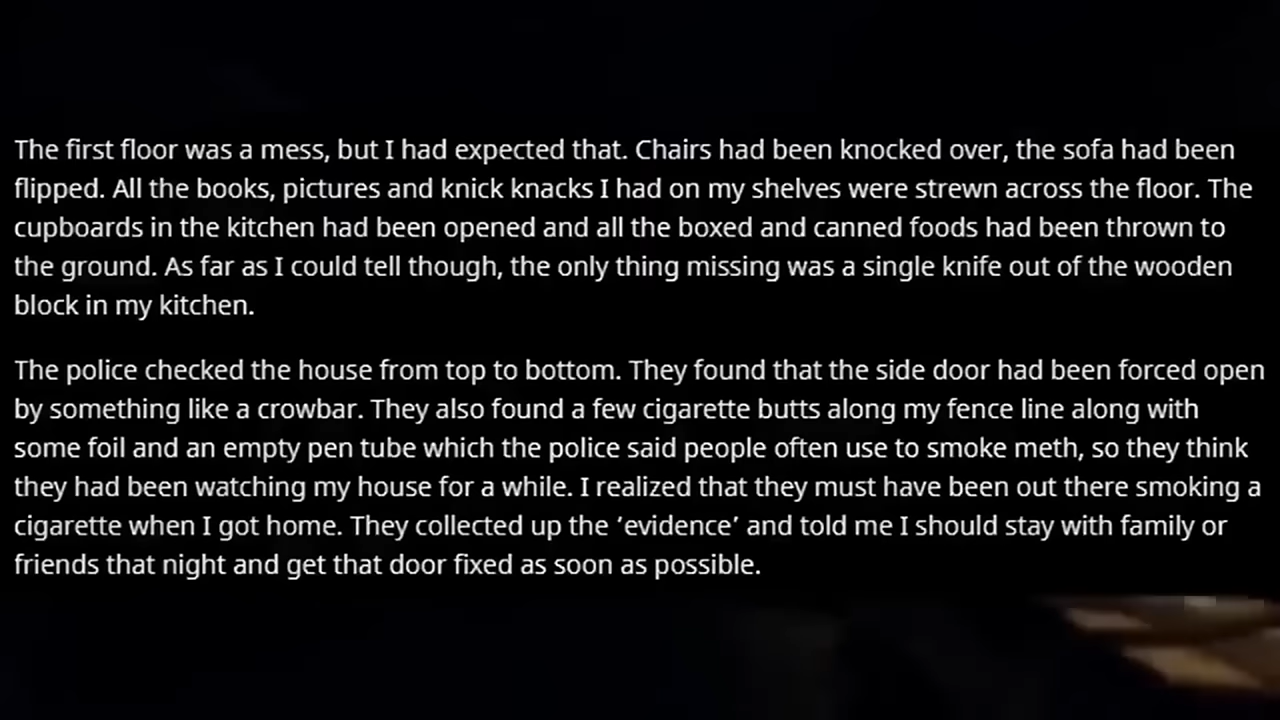 The first floor was a mess, but I had expected that. Chairs had been knocked over, the sofa had been
flipped. All the books, pictures and knick knacks I had on my shelves were strewn across the floor. The
cupboards in the kitchen had been opened and all the boxed and canned foods had been thrown to
the ground. As far as I could tell though, the only thing missing was a single knife out of the wooden
block in my kitchen.
The police checked the house from top to bottom. They found that the side door had been forced open
by something like a crowbar. They also found a few cigarette butts along my fence line along with
some foil and an empty pen tube which the police said people often use to smoke meth, so they think
they had been watching my house for a while. I realized that they must have been out there smoking a
cigarette when I got home. They collected up the ‘evidence’ and told me I should stay with family or
friends that night and get that door fixed as soon as possible.